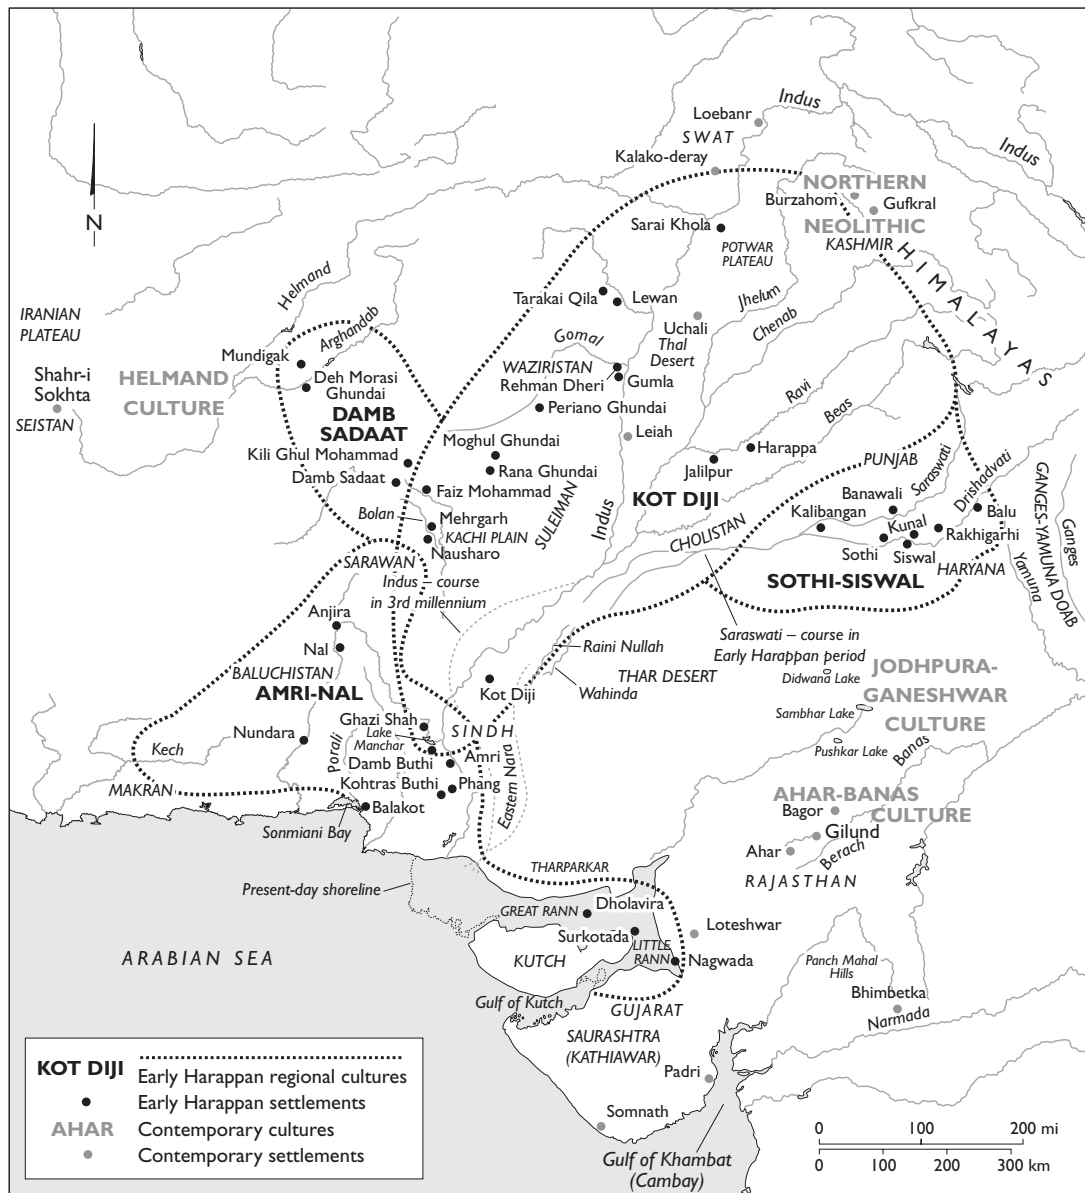 Indus
Loebanr
SWAT
Indus
Kalako-deray
NORTHERN
Burzahom
Gufkral
NEOLITHIC
KASHMIR
N
Sarai Khola
POTWAR
PLATEAU
HIMALAYAS
Helmand
Tarakai Qila
Lewan
Jhelum
IRANIAN
PLATEAU
Arghandab
Uchali
Thal
Desert
Chenab
Gomal
Mundigak
WAZIRISTAN
Shahr-i
Sokhta
HELMAND
CULTURE
Deh Morasi
Ghundai
Rehman Dheri
Gumla
Ravi
SEISTAN
DAMB
SADAAT
Periano Ghundai
Beas
Leiah
Moghul Ghundai
Harappa
Kili Ghul Mohammad
Rana Ghundai
Jalilpur
PUNJAB
Saraswati
Drishadvati
Damb Sadaat
Faiz Mohammad
SULEIMAN
Indus
KOT DIJI
Banawali
GANGES-YAMUNA DOAB
Bolan
Mehrgarh
KACHI PLAIN
Nausharo
CHOLISTAN
Kalibangan
Kunal
Balu
Rakhigarhi
Ganges
Sothi
Siswal
SARAWAN
HARYANA
Yamuna
Indus – course
in 3rd millennium
SOTHI-SISWAL
Anjira
Nal
Raini Nullah
Saraswati – course in
Early Harappan period
BALUCHISTAN
Wahinda
THAR DESERT
Didwana Lake
JODHPURA-
GANESHWAR
CULTURE
AMRI-NAL
Kot Diji
Sambhar Lake
Ghazi Shah
SINDH
Lake
Manchar
Nundara
Pushkar Lake
Banas
Kech
Porali
Damb Buthi
Amri
Eastern Nara
MAKRAN
Kohtras Buthi
Phang
AHAR-BANAS
CULTURE
Balakot
Bagor
Sonmiani Bay
Gilund
Ahar
Berach
THARPARKAR
RAJASTHAN
Present-day shoreline
Dholavira
GREAT RANN
Loteshwar
Surkotada
LITTLE
RANN
ARABIAN SEA
KUTCH
Nagwada
Panch Mahal
Hills
Bhimbetka
Gulf of Kutch
GUJARAT
Narmada
SAURASHTRA
(KATHIAWAR)
Padri
Somnath
Gulf of Khambat
(Cambay)
KOT DIJI
Early Harappan regional cultures
Early Harappan settlements
AHAR
Contemporary cultures
Contemporary settlements
0 100 200 mi
0 100 200 300 km